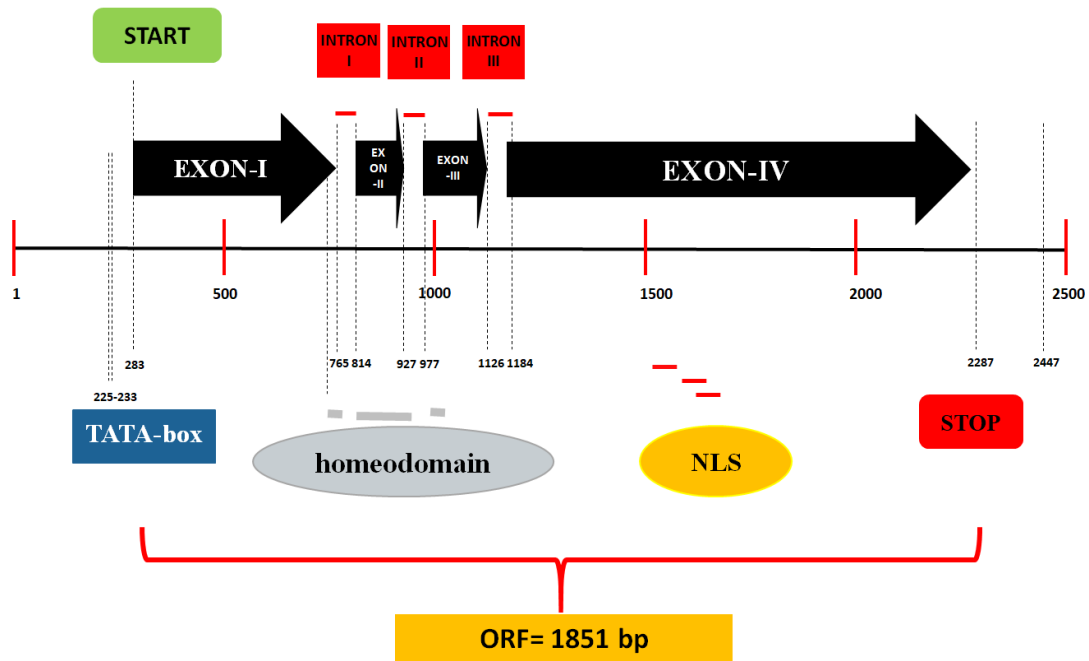 START
INTRON
I
INTRON
II
INTRON
III
EXON-I
EX
ON
-II
EXON
-III
EXON-IV
1
500
1000
1500
2000
2500
283
765
814
927
977
1126
1184
2287
2447
225-233
TATA-box
homeodomain
NLS
STOP
ORF= 1851 bp